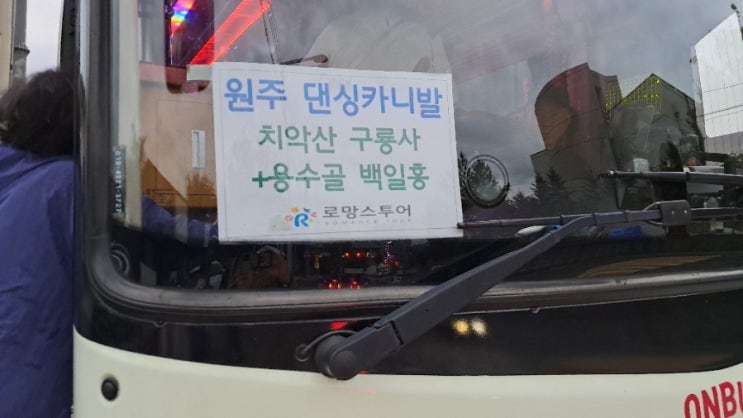 원주 댄싱카니발
치악산 구룡사
+용수골 백일홍
로망스투어
ROMANCE TOUR
ONBU